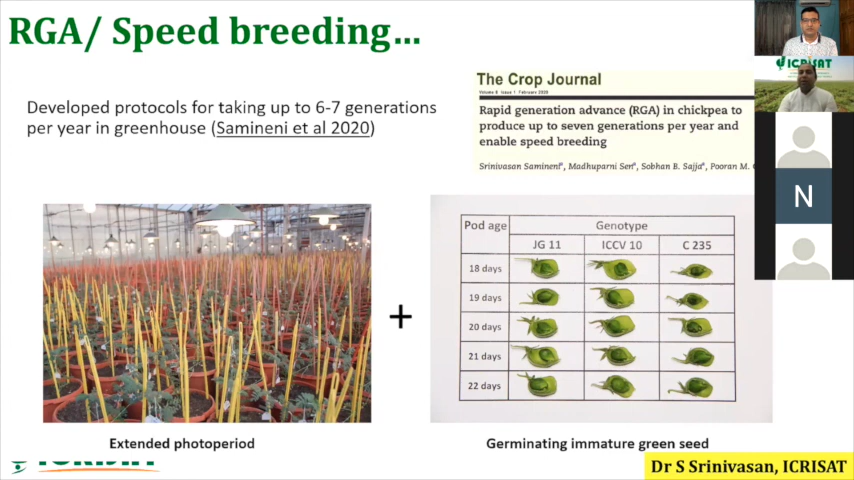 RGA/ Speed breeding...
Developed protocols for taking up to 6-7 generations
per year in greenhouse (Samineni et al 2020)
The Crop Journal
Volume 8, Issue 1, February 2020
Rapid generation advance (RGA) in chickpea to
produce up to seven generations per year and
enable speed breeding
Srinivasan Samineni, Madhuparni Sen, Sobhan B. Sajja, Pooran M.
ICRISAT
N
Pod age
Genotype
JG 11 ICCV 10 C 235
18 days
19 days
20 days
21 days
22 days
+
Extended photoperiod
Germinating immature green seed
ICRISAT
Dr S Srinivasan, ICRISAT